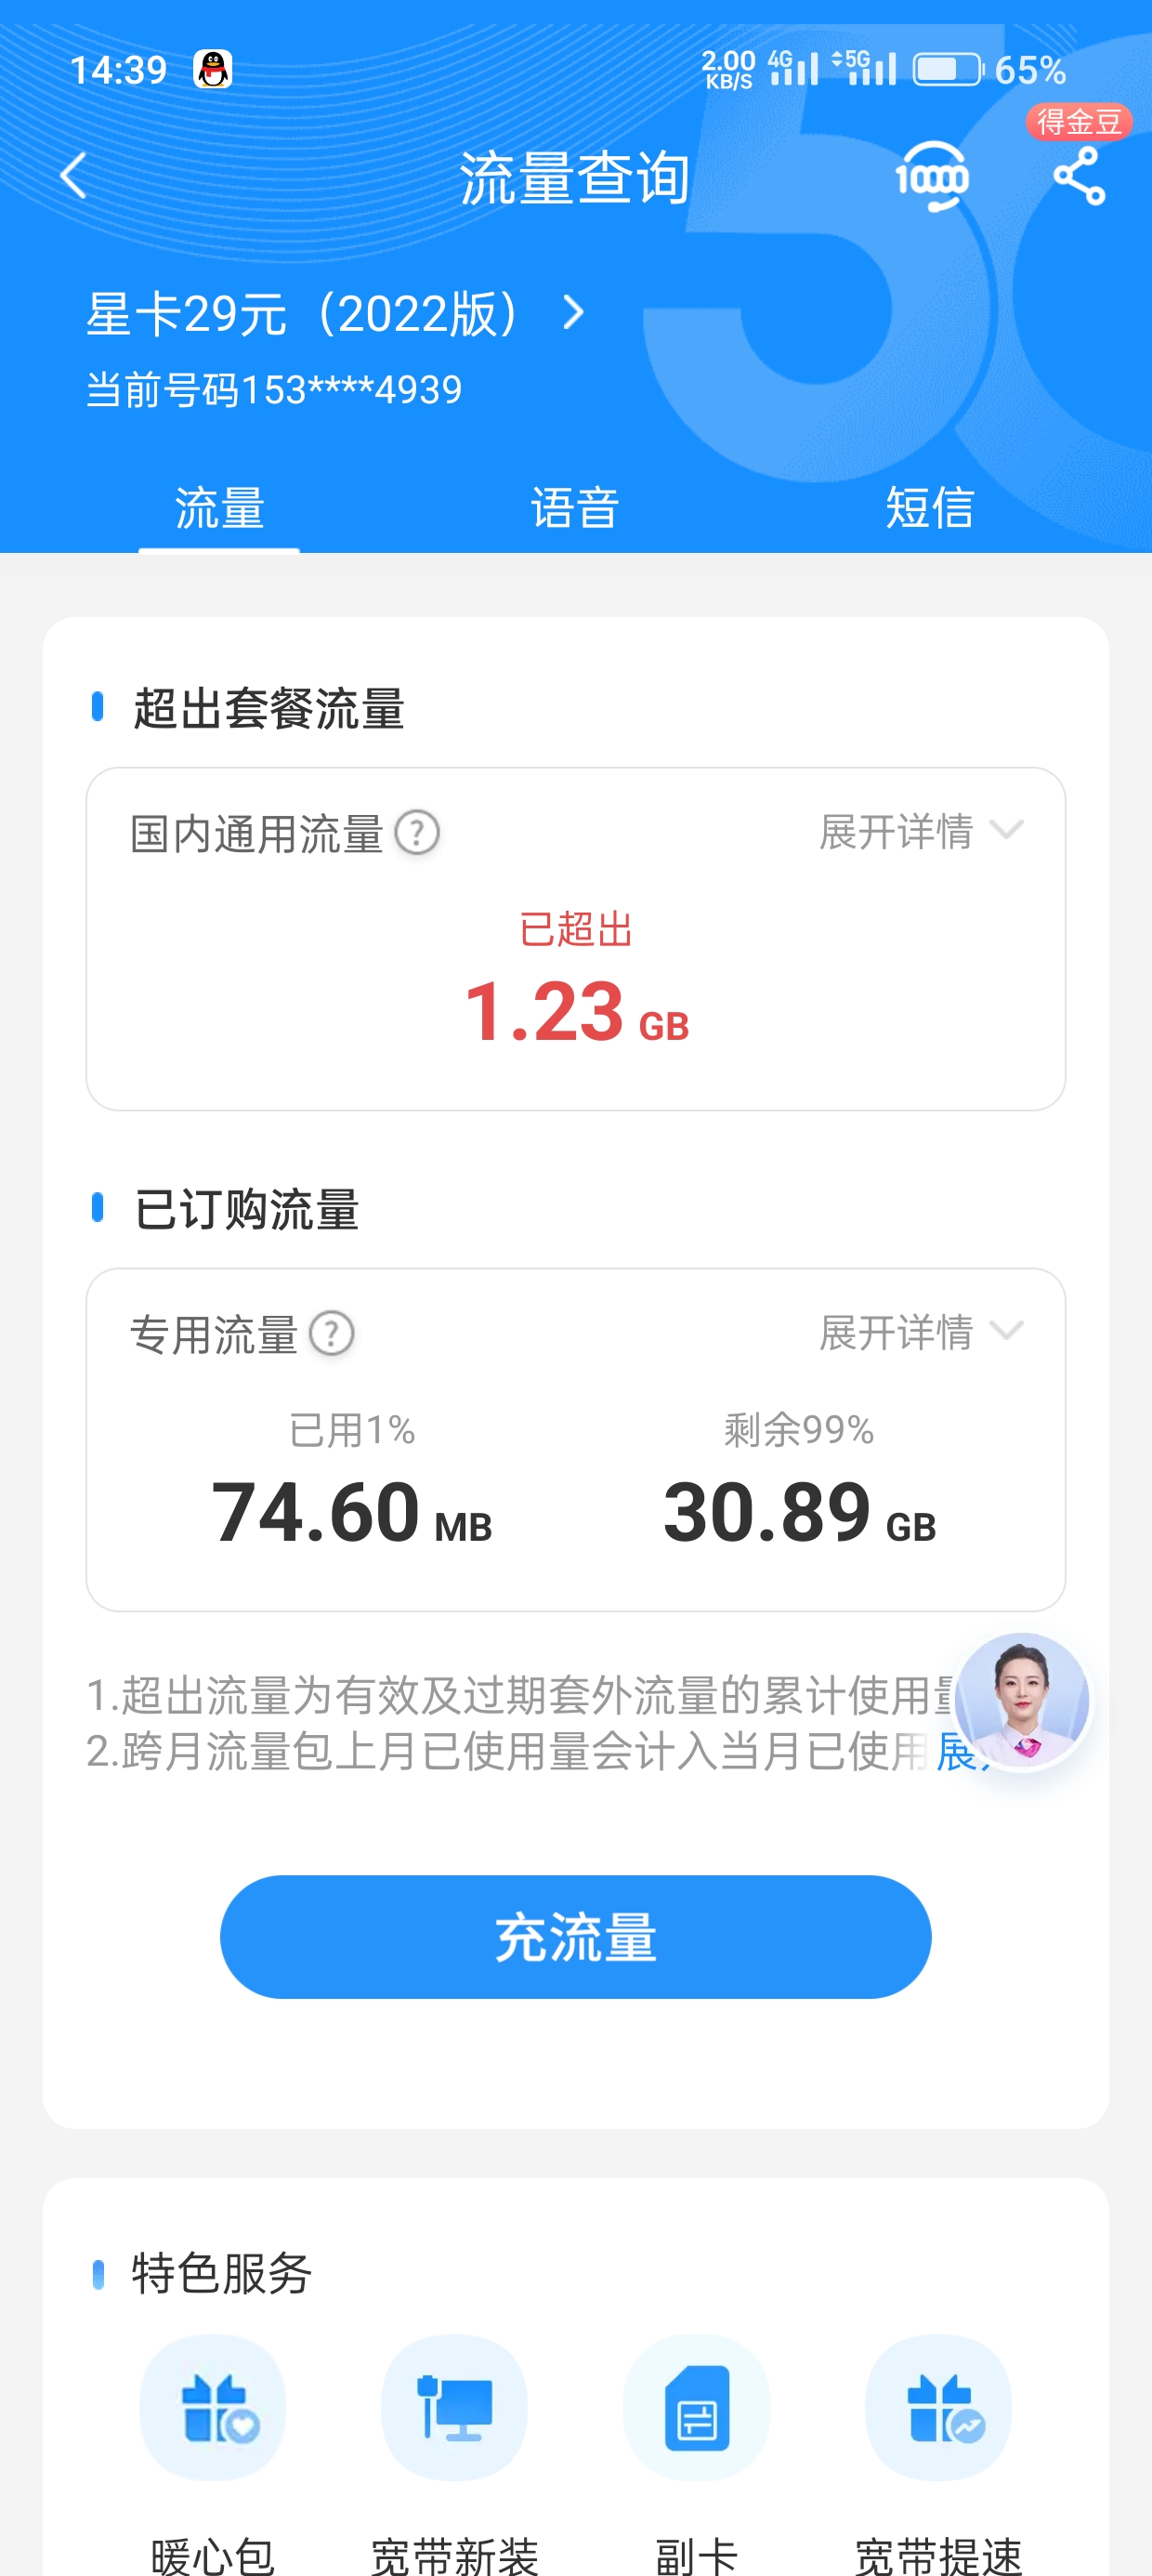 14:39
2.00 KB/S 4G 5G 65%
得金豆
流量查询 10000
星卡29元（2022版）
当前号码153****4939
流量 语音 短信
超出套餐流量
国内通用流量 ? 展开详情
已超出
1.23 GB
已订购流量
专用流量 ? 展开详情
已用1% 剩余99%
74.60 MB 30.89 GB
1.超出流量为有效及过期套外流量的累计使用
2.跨月流量包上月已使用量会计入当月已使用 展
充流量
特色服务
暖心包 宽带新装 副卡 宽带提速